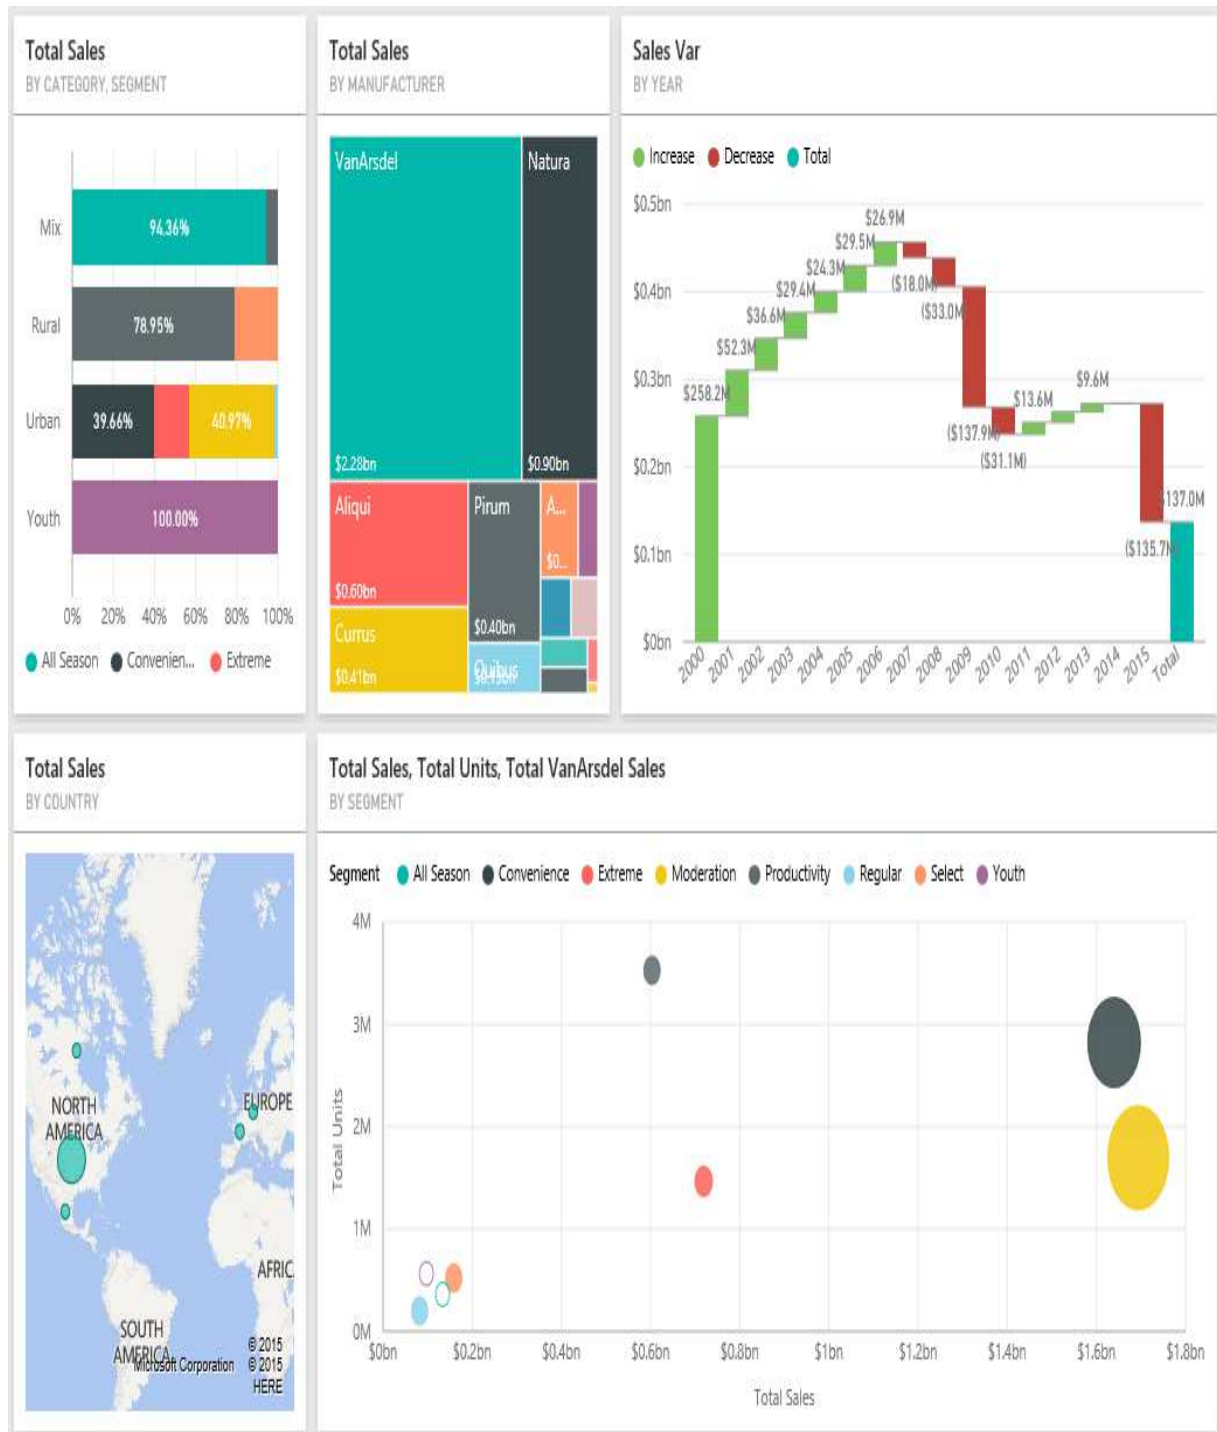 Total Sales
BY CATEGORY, SEGMENT
Mix
94.36%
Rural
78.95%
Urban
39.66%
40.97%
Youth
100.00%
0% 20% 40% 60% 80% 100%
All Season Convenien... Extreme
Total Sales
BY MANUFACTURER
VanArsdel
$2.28bn
Natura
$0.90bn
Aliqui
$0.60bn
Pirum
$0.40bn
A...
$0...
Currus
$0.41bn
Quibus
Sales Var
BY YEAR
Increase Decrease Total
$0.5bn
$0.4bn
$0.3bn
$0.2bn
$0.1bn
$0bn
$258.2M
$52.3M
$36.6M
$29.4M
$24.3M
$29.5M
$26.9M
($18.0M)
($33.0M)
($137.9M)
($31.1M)
$13.6M
$9.6M
($135.7M)
$137.0M
2000 2001 2002 2003 2004 2005 2006 2007 2008 2009 2010 2011 2012 2013 2014 2015 Total
Total Sales
BY COUNTRY
NORTH
AMERICA
EUROPE
AFRIC
SOUTH
AMERICA
Microsoft Corporation
© 2015
© 2015
HERE
Total Sales, Total Units, Total VanArsdel Sales
BY SEGMENT
Segment All Season Convenience Extreme Moderation Productivity Regular Select Youth
4M
3M
2M
1M
0M
Total Units
$0bn $0.2bn $0.4bn $0.6bn $0.8bn $1bn $1.2bn $1.4bn $1.6bn $1.8bn
Total Sales